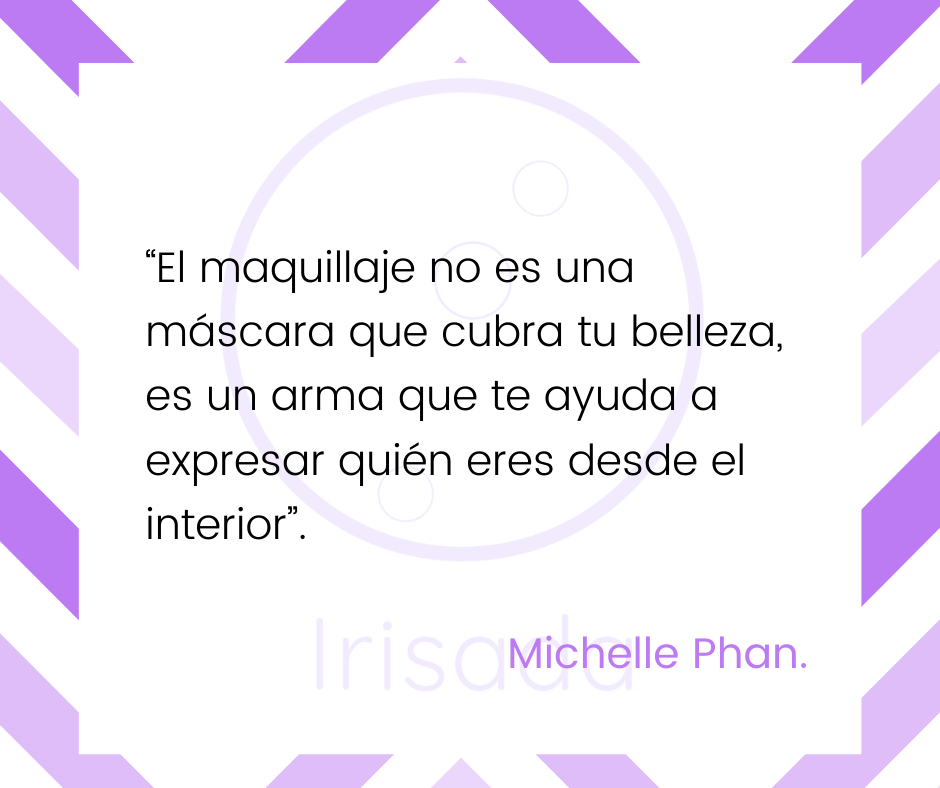 “El maquillaje no es una
máscara que cubra tu belleza,
es un arma que te ayuda a
expresar quién eres desde el
interior”.
Irisada
Michelle Phan.